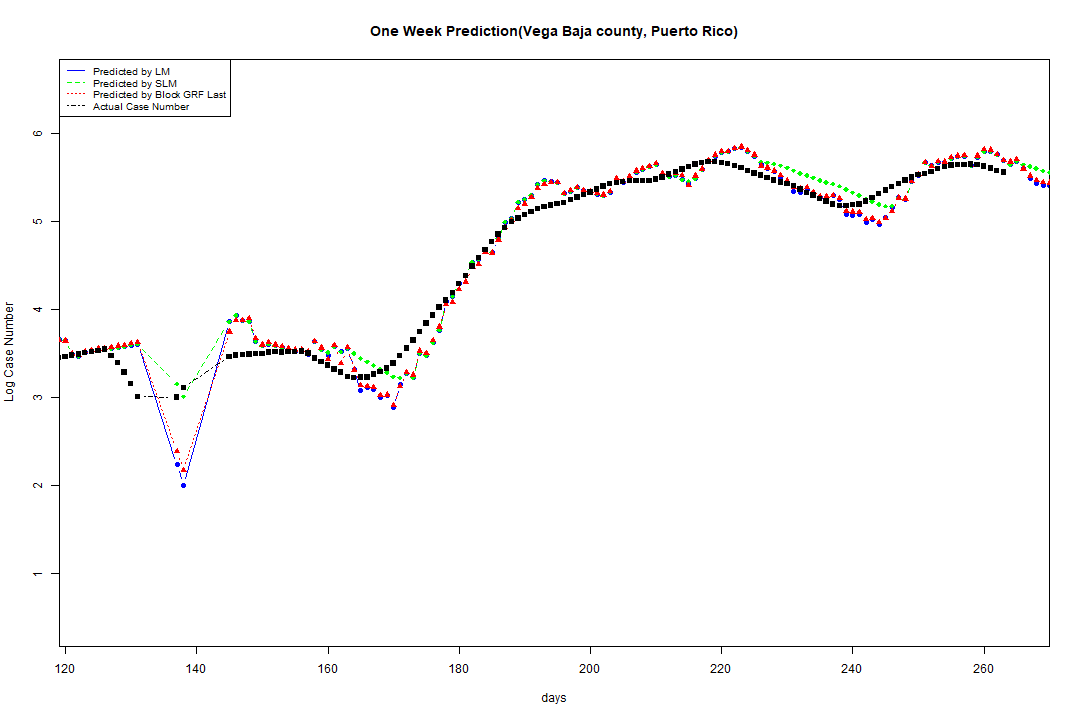 One Week Prediction(Vega Baja county, Puerto Rico)
Predicted by LM
Predicted by SLM
Predicted by Block GRF Last
Actual Case Number
6
5
4
3
2
1
Log Case Number
120 140 160 180 200 220 240 260
days